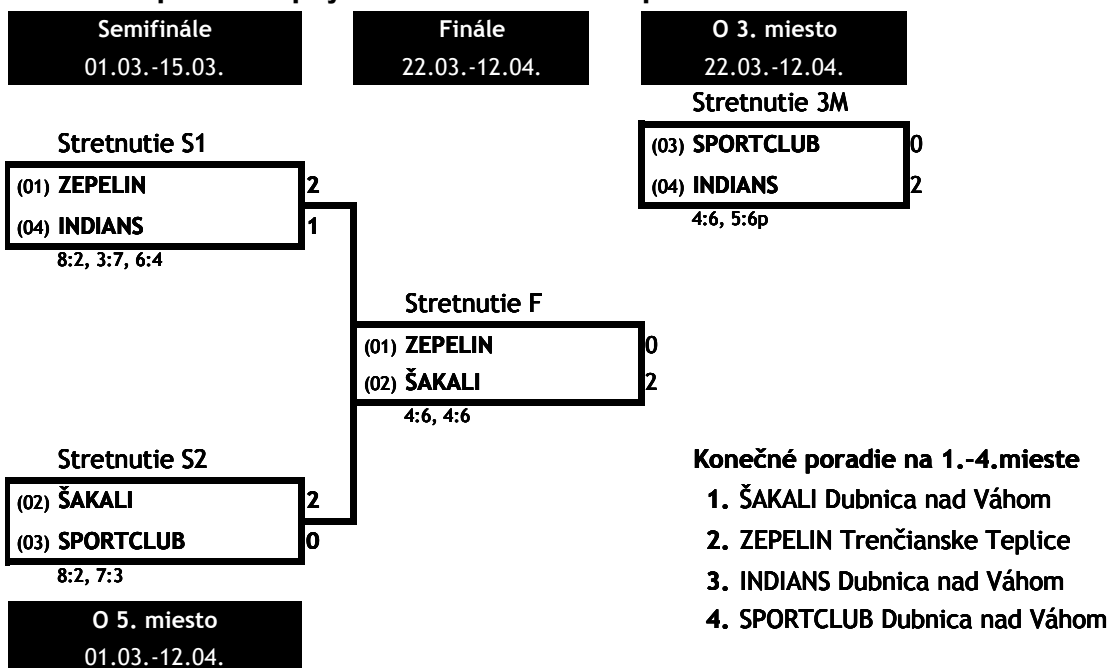 Semifinále
01.03.-15.03.
Finále
22.03.-12.04.
O 3. miesto
22.03.-12.04.
Stretnutie 3M
(03) SPORTCLUB 0
(04) INDIANS 2
4:6, 5:6p
Stretnutie S1
(01) ZEPELIN 2
(04) INDIANS 1
8:2, 3:7, 6:4
Stretnutie F
(01) ZEPELIN 0
(02) ŠAKALI 2
4:6, 4:6
Stretnutie S2
(02) ŠAKALI 2
(03) SPORTCLUB 0
8:2, 7:3
Konečné poradie na 1.-4.mieste
1. ŠAKALI Dubnica nad Váhom
2. ZEPELIN Trenčianske Teplice
3. INDIANS Dubnica nad Váhom
4. SPORTCLUB Dubnica nad Váhom
O 5. miesto
01.03.-12.04.